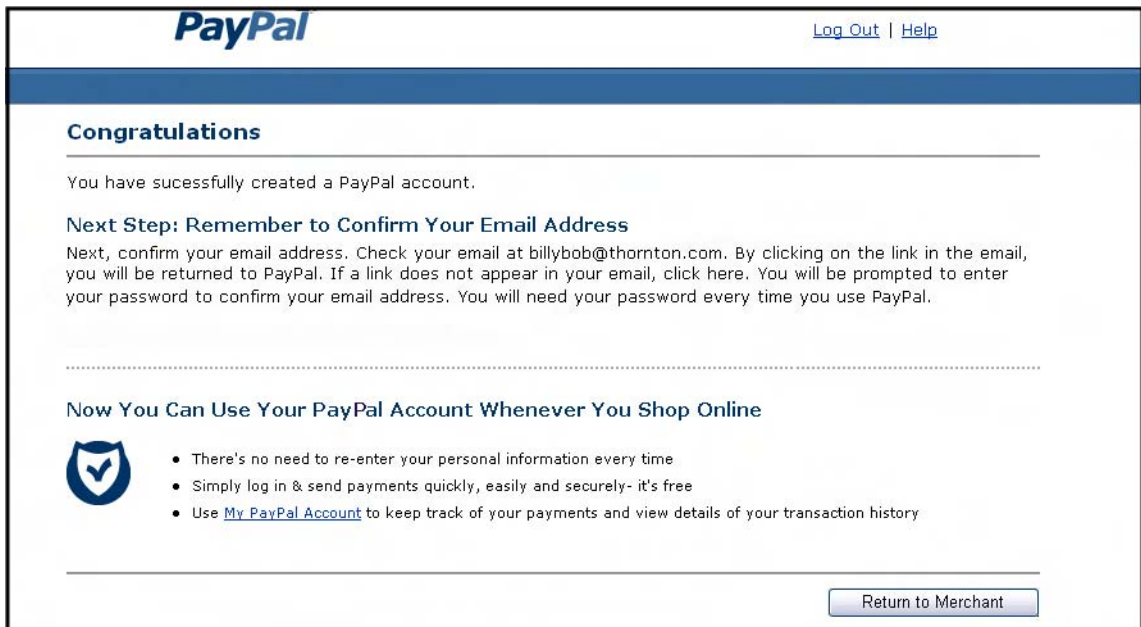 PayPal
Log Out | Help
Congratulations
You have sucessfully created a PayPal account.
Next Step: Remember to Confirm Your Email Address
Next, confirm your email address. Check your email at billybob@thornton.com. By clicking on the link in the email,
you will be returned to PayPal. If a link does not appear in your email, click here. You will be prompted to enter
your password to confirm your email address. You will need your password every time you use PayPal.
Now You Can Use Your PayPal Account Whenever You Shop Online
• There's no need to re-enter your personal information every time
• Simply log in & send payments quickly, easily and securely- it's free
• Use My PayPal Account to keep track of your payments and view details of your transaction history
Return to Merchant